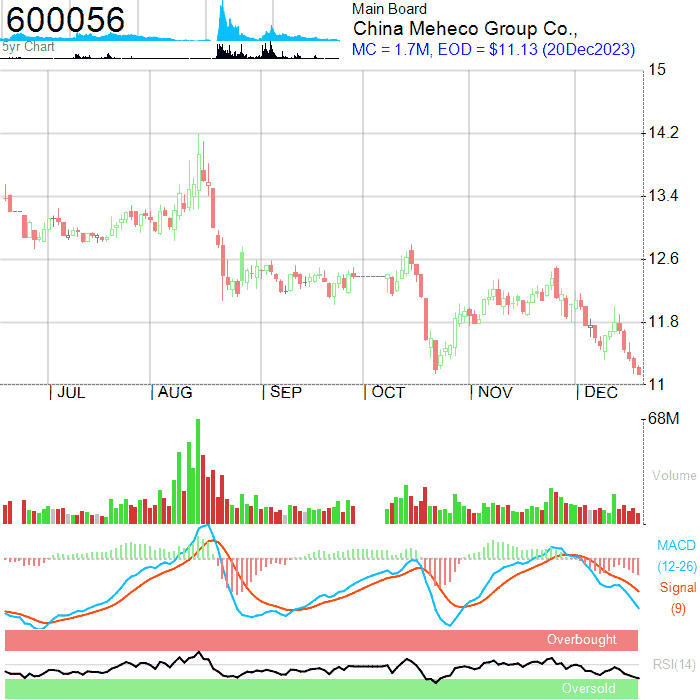 600056
5yr Chart
Main Board
China Meheco Group Co.,
MC = 1.7M, EOD = $11.13 (20Dec2023)
15
14.2
13.4
12.6
11.8
11
JUL AUG SEP OCT NOV DEC
68M
Volume
MACD
(12-26)
Signal
(9)
Overbought
RSI(14)
Oversold